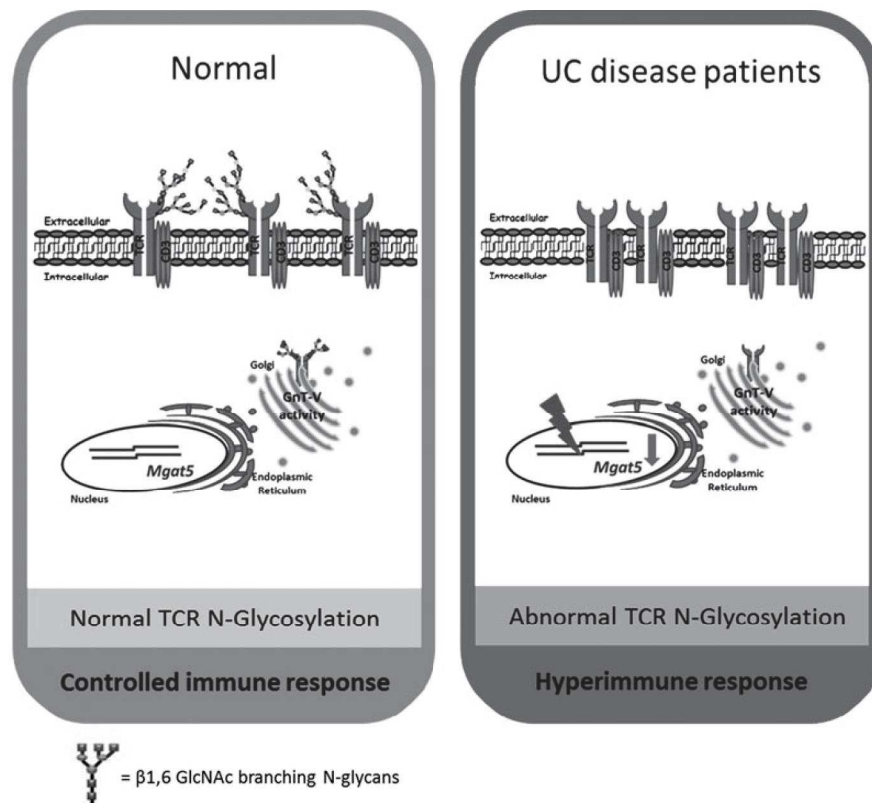 Normal
Extracellular
TCR
CD3
TCR
CD3
TCR
CD3
Intracellular
Golgi
GnT-V
activity
Mgat5
Endoplasmic
Reticulum
Nucleus
Normal TCR N-Glycosylation
Controlled immune response
UC disease patients
Extracellular
TCR
CD3
TCR
CD3
TCR
CD3
TCR
CD3
Intracellular
Golgi
GnT-V
activity
Mgat5
Endoplasmic
Reticulum
Nucleus
Abnormal TCR N-Glycosylation
Hyperimmune response
= β1,6 GlcNAc branching N-glycans